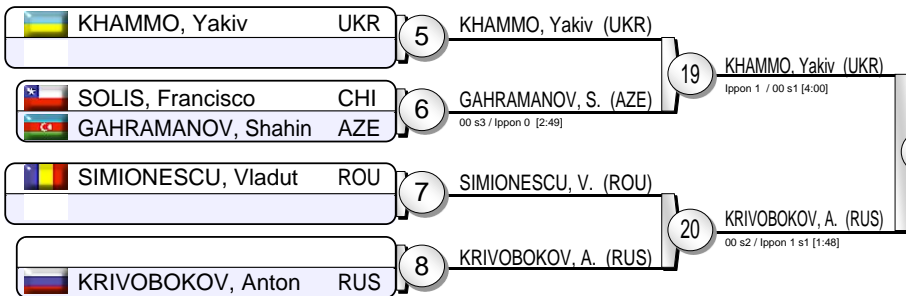 KHAMMO, Yakiv UKR
5
KHAMMO, Yakiv (UKR)
19
KHAMMO, Yakiv (UKR)
Ippon 1 / 00 s1 [4:00]
SOLIS, Francisco CHI
GAHRAMANOV, Shahin AZE
6
GAHRAMANOV, S. (AZE)
00 s3 / Ippon 0 [2:49]
SIMIONESCU, Vladut ROU
7
SIMIONESCU, V. (ROU)
20
KRIVOBOKOV, A. (RUS)
00 s2 / Ippon 1 s1 [1:48]
KRIVOBOKOV, Anton RUS
8
KRIVOBOKOV, A. (RUS)